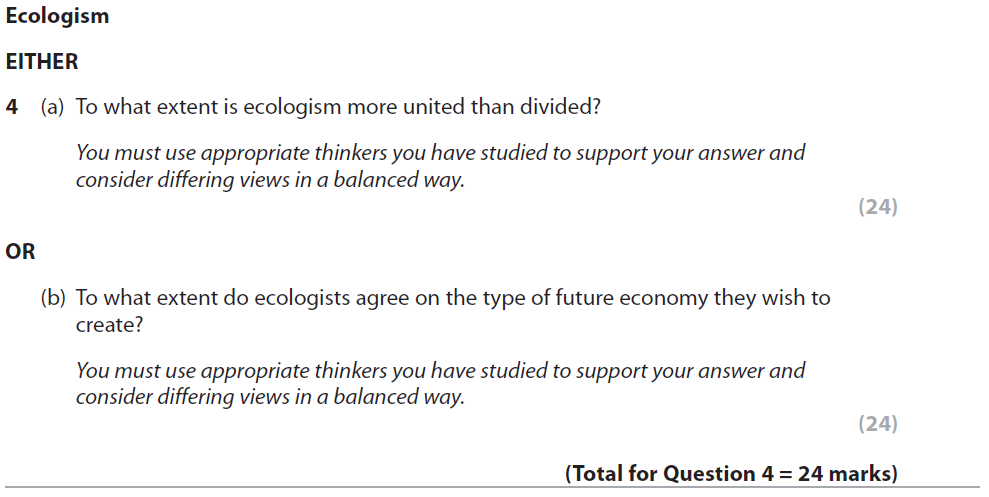 Ecologism
EITHER
4 (a) To what extent is ecologism more united than divided?
You must use appropriate thinkers you have studied to support your answer and
consider differing views in a balanced way.
(24)
OR
(b) To what extent do ecologists agree on the type of future economy they wish to
create?
You must use appropriate thinkers you have studied to support your answer and
consider differing views in a balanced way.
(24)
(Total for Question 4 = 24 marks)